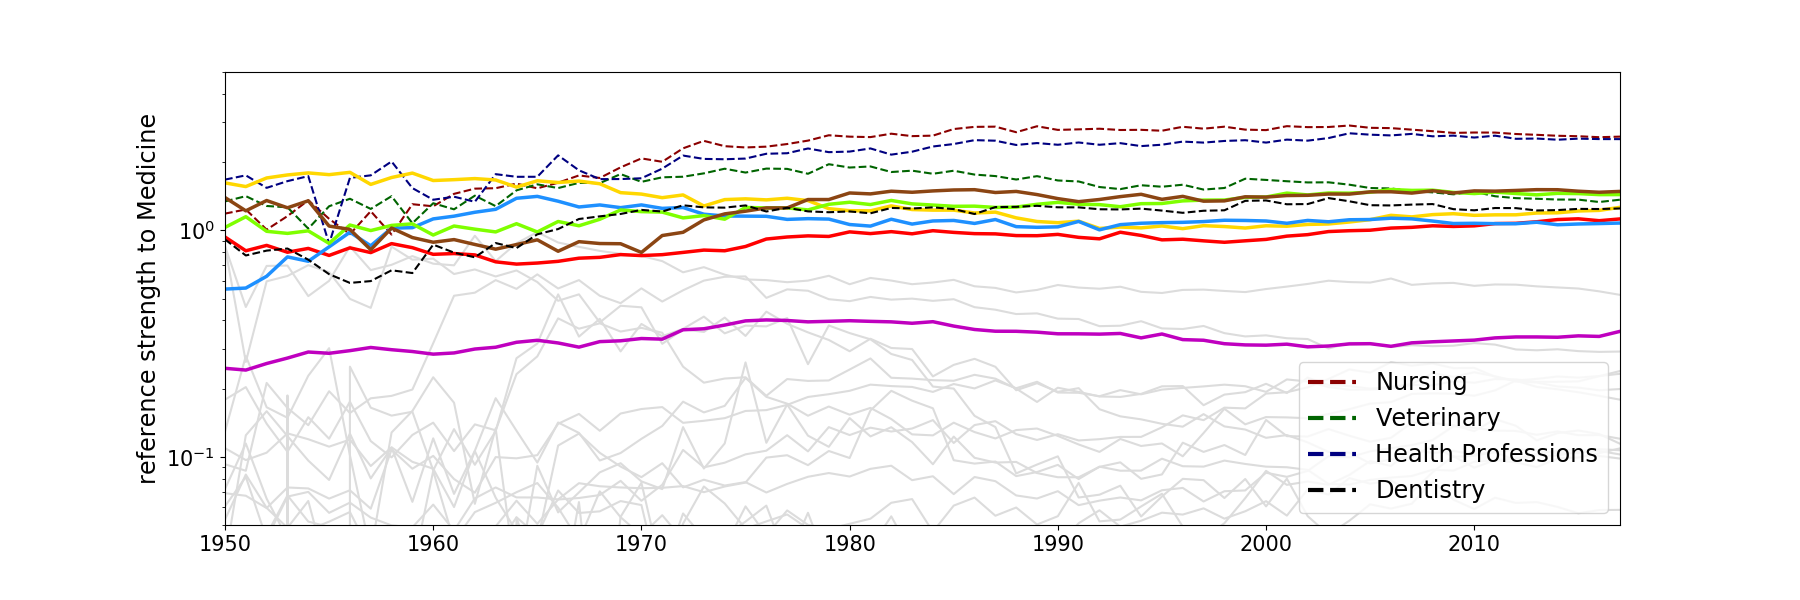 reference strength to Medicine
10⁰
10⁻¹
1950 1960 1970 1980 1990 2000 2010
Nursing
Veterinary
Health Professions
Dentistry